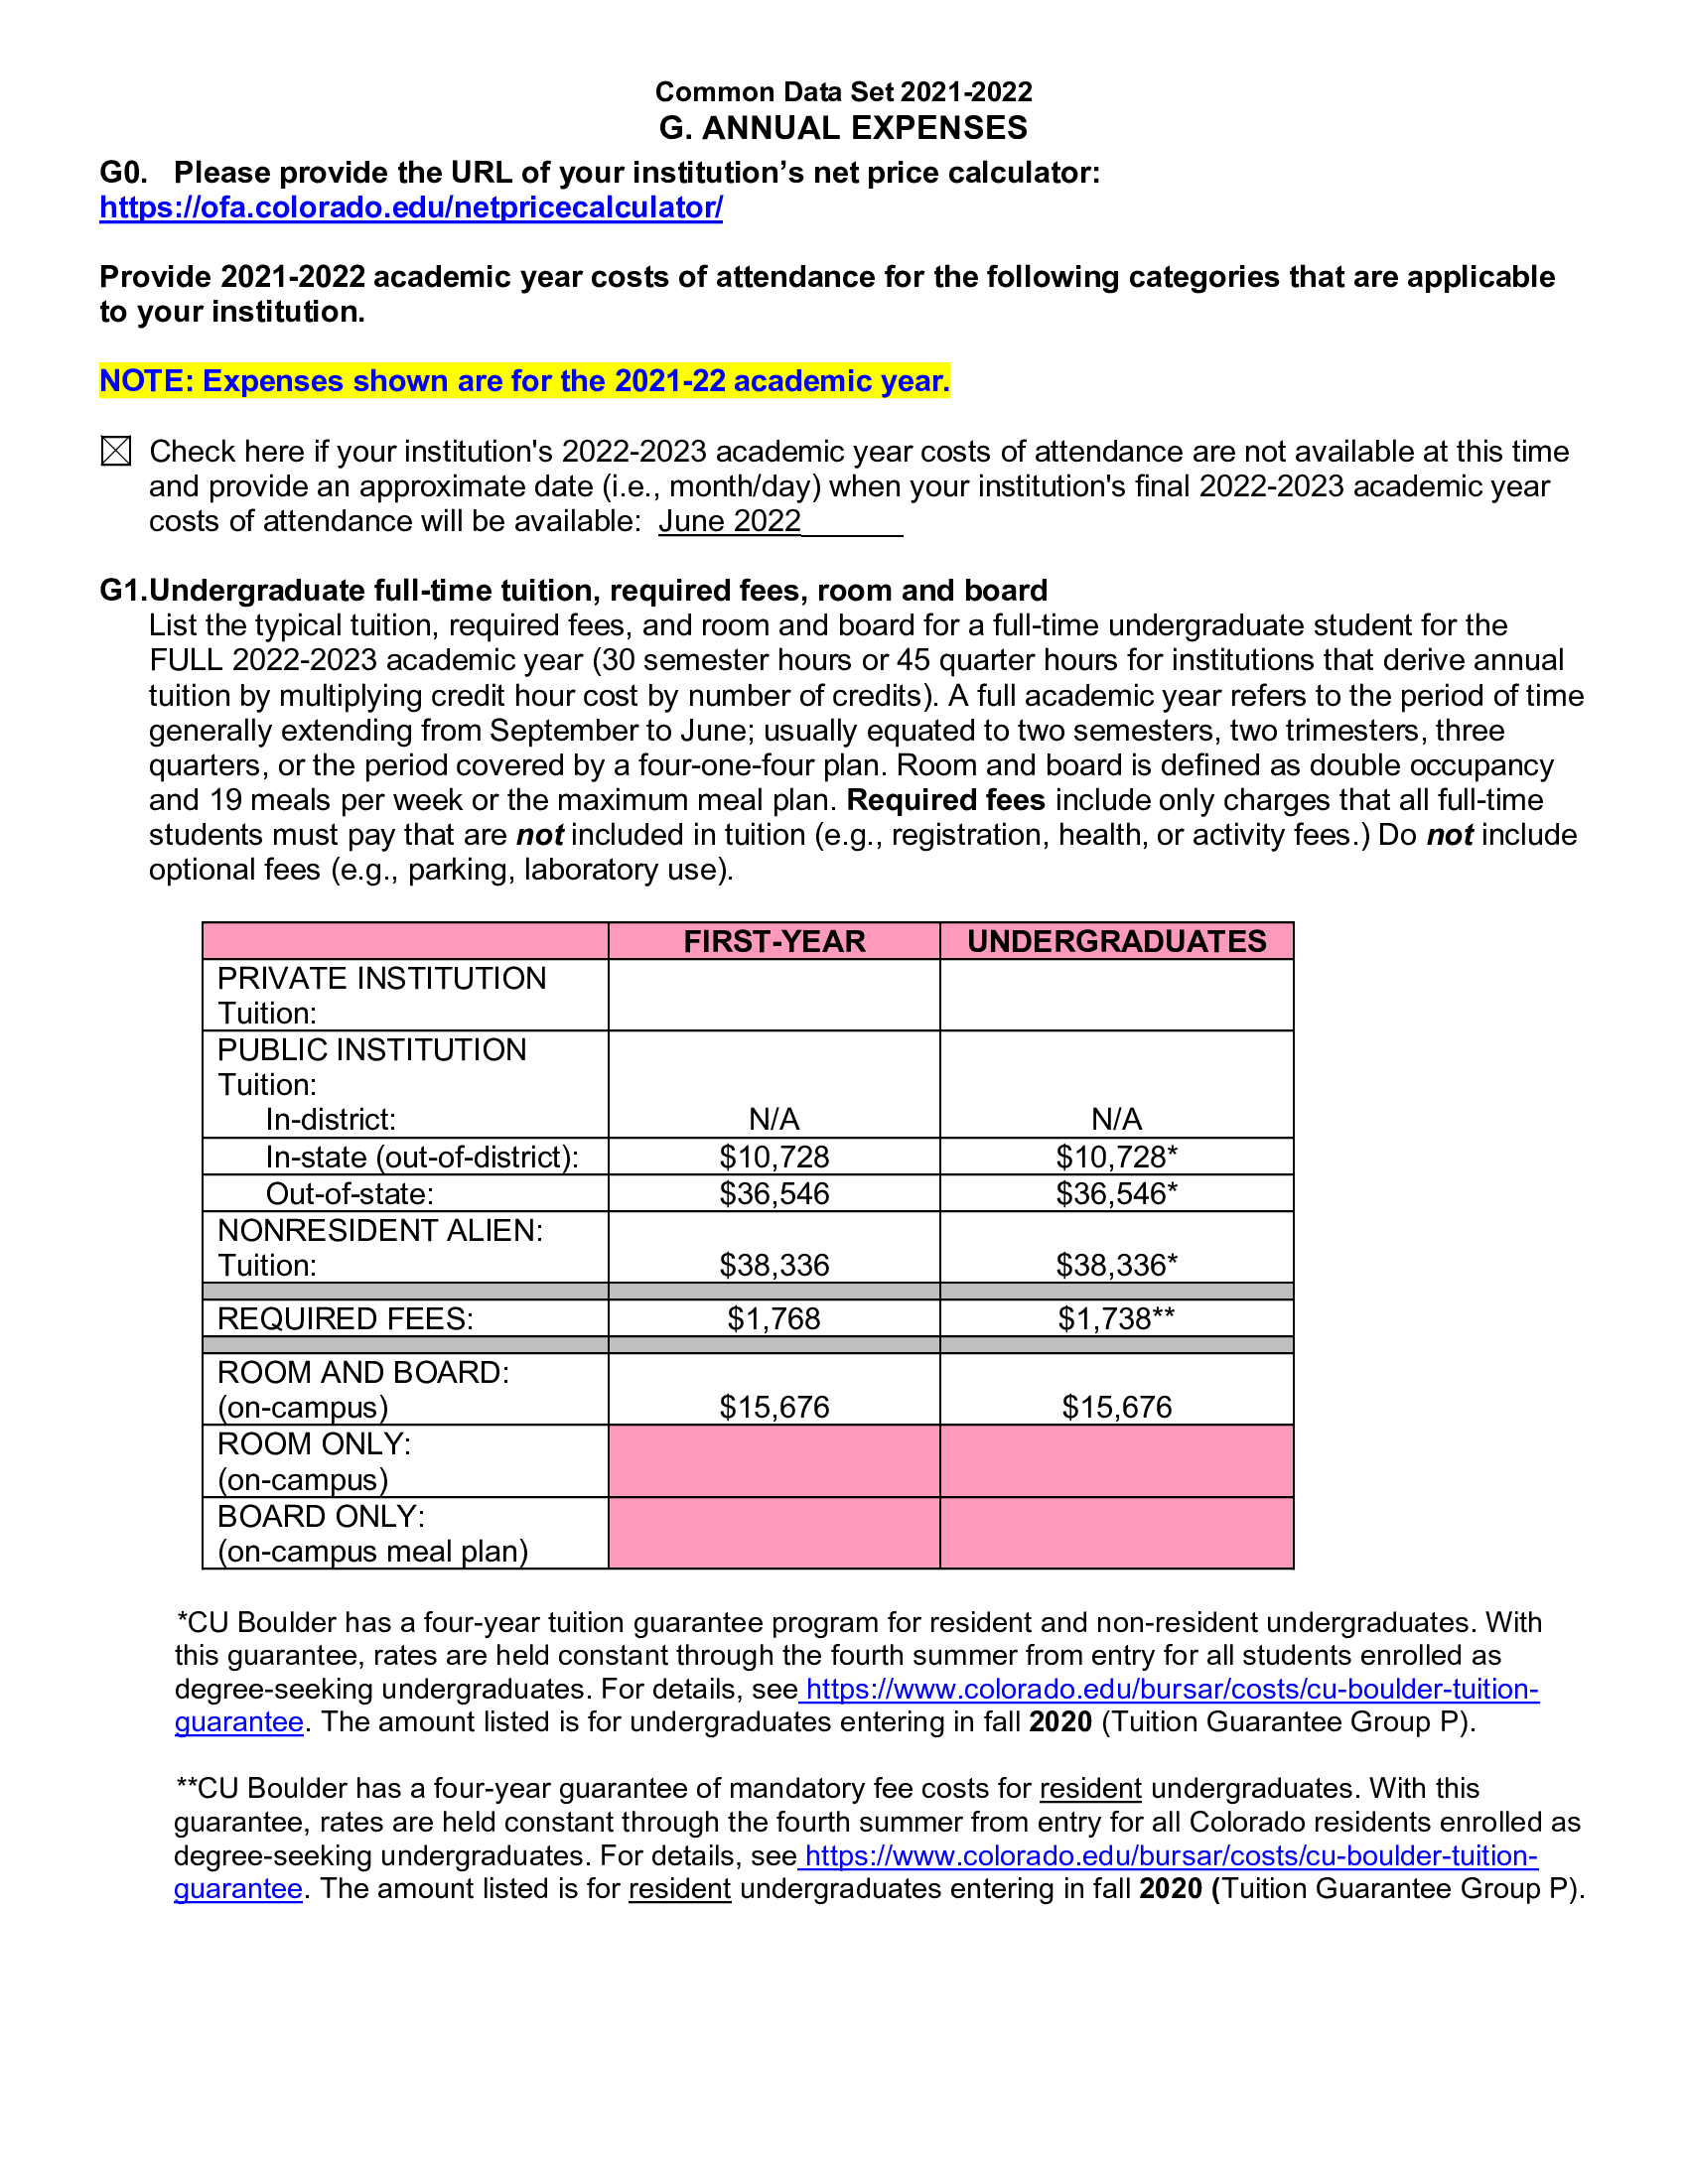 Common Data Set 2021-2022
G. ANNUAL EXPENSES
G0. Please provide the URL of your institution’s net price calculator:
https://ofa.colorado.edu/netpricecalculator/
Provide 2021-2022 academic year costs of attendance for the following categories that are applicable
to your institution.
NOTE: Expenses shown are for the 2021-22 academic year.
Check here if your institution's 2022-2023 academic year costs of attendance are not available at this time
and provide an approximate date (i.e., month/day) when your institution's final 2022-2023 academic year
costs of attendance will be available: June 2022______
G1.Undergraduate full-time tuition, required fees, room and board
List the typical tuition, required fees, and room and board for a full-time undergraduate student for the
FULL 2022-2023 academic year (30 semester hours or 45 quarter hours for institutions that derive annual
tuition by multiplying credit hour cost by number of credits). A full academic year refers to the period of time
generally extending from September to June; usually equated to two semesters, two trimesters, three
quarters, or the period covered by a four-one-four plan. Room and board is defined as double occupancy
and 19 meals per week or the maximum meal plan. Required fees include only charges that all full-time
students must pay that are not included in tuition (e.g., registration, health, or activity fees.) Do not include
optional fees (e.g., parking, laboratory use).
FIRST-YEAR UNDERGRADUATES
PRIVATE INSTITUTION
Tuition:
PUBLIC INSTITUTION
Tuition:
In-district: N/A N/A
In-state (out-of-district): $10,728 $10,728*
Out-of-state: $36,546 $36,546*
NONRESIDENT ALIEN:
Tuition: $38,336 $38,336*
REQUIRED FEES: $1,768 $1,738**
ROOM AND BOARD:
(on-campus) $15,676 $15,676
ROOM ONLY:
(on-campus)
BOARD ONLY:
(on-campus meal plan)
*CU Boulder has a four-year tuition guarantee program for resident and non-resident undergraduates. With
this guarantee, rates are held constant through the fourth summer from entry for all students enrolled as
degree-seeking undergraduates. For details, see https://www.colorado.edu/bursar/costs/cu-boulder-tuition-
guarantee. The amount listed is for undergraduates entering in fall 2020 (Tuition Guarantee Group P).
**CU Boulder has a four-year guarantee of mandatory fee costs for resident undergraduates. With this
guarantee, rates are held constant through the fourth summer from entry for all Colorado residents enrolled as
degree-seeking undergraduates. For details, see https://www.colorado.edu/bursar/costs/cu-boulder-tuition-
guarantee. The amount listed is for resident undergraduates entering in fall 2020 (Tuition Guarantee Group P).